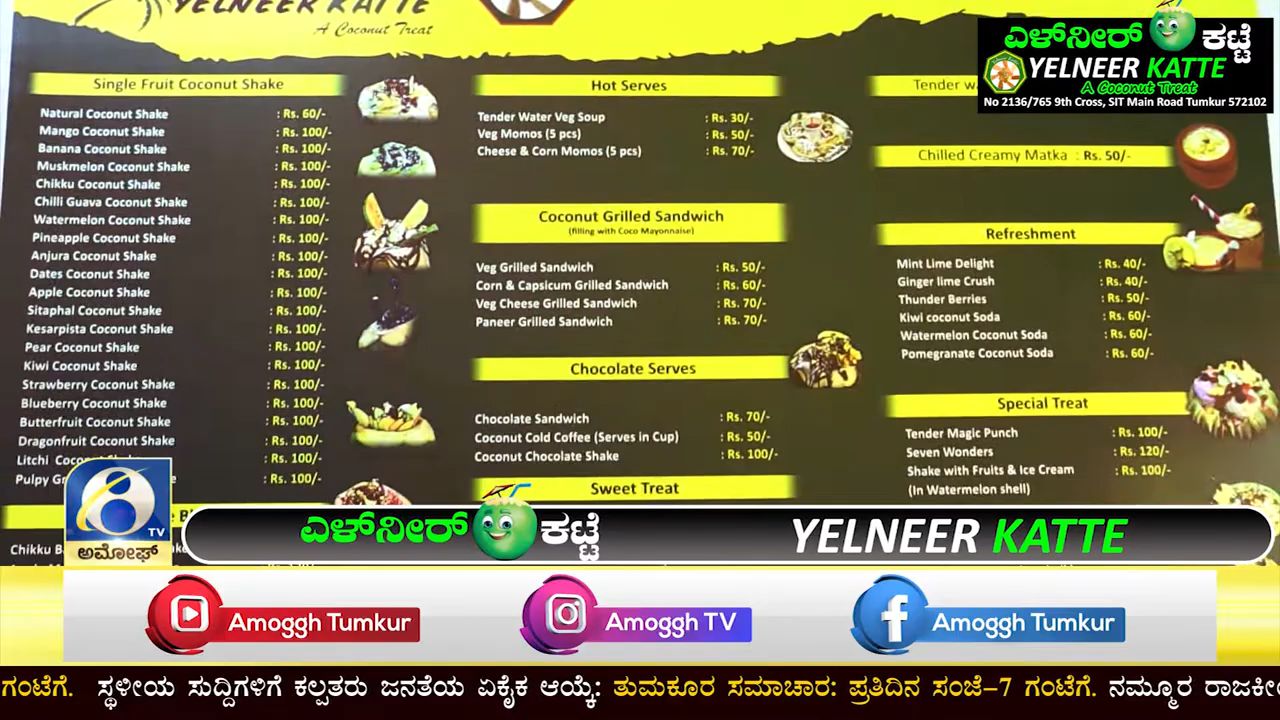 YELNEER KATTE
A Coconut Treat
ಎಳ್‌ನೀರ್ ಕಟ್ಟೆ
YELNEER KATTE
A Coconut Treat
No 2136/765 9th Cross, SIT Main Road Tumkur 572102
Single Fruit Coconut Shake
Natural Coconut Shake : Rs. 60/-
Mango Coconut Shake : Rs. 100/-
Banana Coconut Shake : Rs. 100/-
Muskmelon Coconut Shake : Rs. 100/-
Chikku Coconut Shake : Rs. 100/-
Chilli Guava Coconut Shake : Rs. 100/-
Watermelon Coconut Shake : Rs. 100/-
Pineapple Coconut Shake : Rs. 100/-
Anjura Coconut Shake : Rs. 100/-
Dates Coconut Shake : Rs. 100/-
Apple Coconut Shake : Rs. 100/-
Sitaphal Coconut Shake : Rs. 100/-
Kesarpista Coconut Shake : Rs. 100/-
Pear Coconut Shake : Rs. 100/-
Kiwi Coconut Shake : Rs. 100/-
Strawberry Coconut Shake : Rs. 100/-
Blueberry Coconut Shake : Rs. 100/-
Butterfruit Coconut Shake : Rs. 100/-
Dragonfruit Coconut Shake : Rs. 100/-
Litchi : Rs. 100/-
Pulpy : Rs. 100/-
Chikku
Hot Serves
Tender Water Veg Soup : Rs. 30/-
Veg Momos (5 pcs) : Rs. 50/-
Cheese & Corn Momos (5 pcs) : Rs. 70/-
Coconut Grilled Sandwich
(filling with Coco Mayonnaise)
Veg Grilled Sandwich : Rs. 50/-
Corn & Capsicum Grilled Sandwich : Rs. 60/-
Veg Cheese Grilled Sandwich : Rs. 70/-
Paneer Grilled Sandwich : Rs. 70/-
Chocolate Serves
Chocolate Sandwich : Rs. 70/-
Coconut Cold Coffee (Serves in Cup) : Rs. 50/-
Coconut Chocolate Shake : Rs. 100/-
Sweet Treat
Tender
Chilled Creamy Matka : Rs. 50/-
Refreshment
Mint Lime Delight : Rs. 40/-
Ginger lime Crush : Rs. 40/-
Thunder Berries : Rs. 50/-
Kiwi coconut Soda : Rs. 60/-
Watermelon Coconut Soda : Rs. 60/-
Pomegranate Coconut Soda : Rs. 60/-
Special Treat
Tender Magic Punch : Rs. 100/-
Seven Wonders : Rs. 120/-
Shake with Fruits & Ice Cream : Rs. 100/-
(In Watermelon shell)
TV
ಅಮೋಘ್
ಎಳ್‌ನೀರ್ ಕಟ್ಟೆ YELNEER KATTE
Amoggh Tumkur Amoggh TV Amoggh Tumkur
ಗಂಟೆಗೆ. ಸ್ಥಳೀಯ ಸುದ್ದಿಗಳಿಗೆ ಕಲ್ಪತರು ಜನತೆಯ ಏಕೈಕ ಆಯ್ಕೆ: ತುಮಕೂರ ಸಮಾಚಾರ: ಪ್ರತಿದಿನ ಸಂಜೆ-7 ಗಂಟೆಗೆ. ನಮ್ಮೂರ